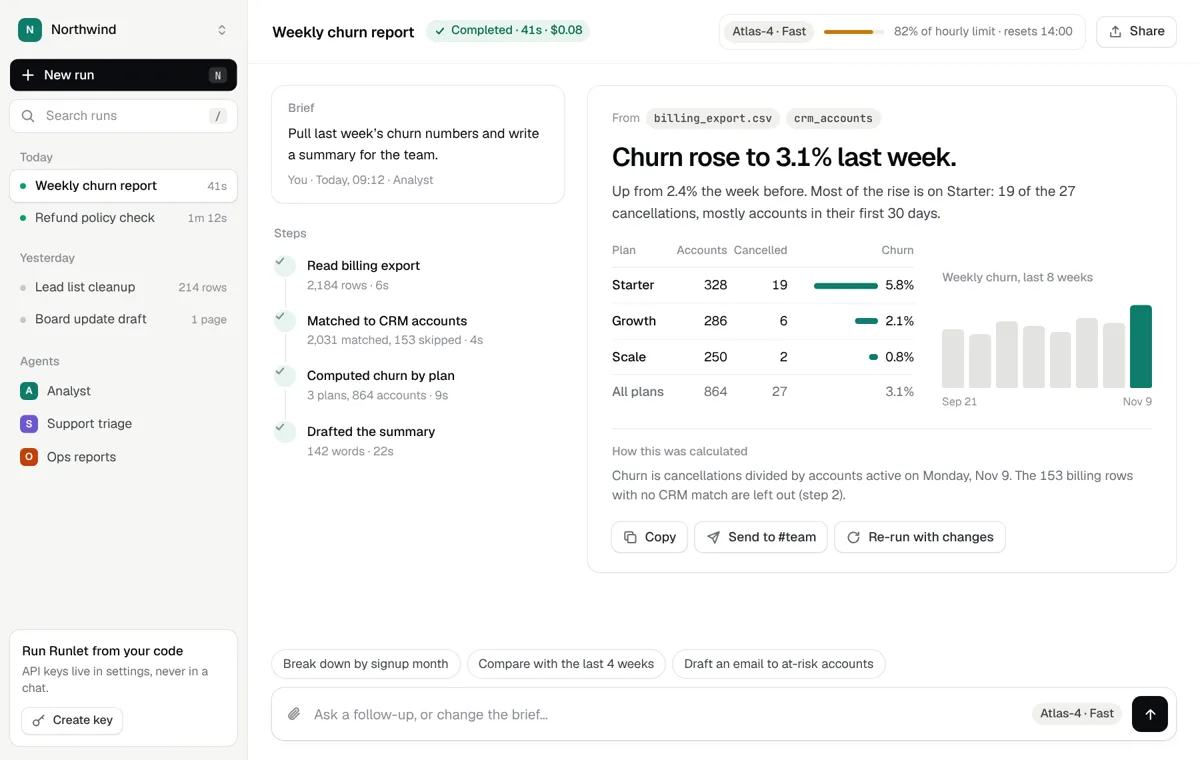 N Northwind
New run N
Search runs /
Today
Weekly churn report 41s
Refund policy check 1m 12s
Yesterday
Lead list cleanup 214 rows
Board update draft 1 page
Agents
A Analyst
S Support triage
O Ops reports
Run Runlet from your code
API keys live in settings, never in a
chat.
Create key
Weekly churn report
Completed · 41s · $0.08
Atlas-4 · Fast
82% of hourly limit · resets 14:00
Share
Brief
Pull last week’s churn numbers and write
a summary for the team.
You · Today, 09:12 · Analyst
Steps
Read billing export
2,184 rows · 6s
Matched to CRM accounts
2,031 matched, 153 skipped · 4s
Computed churn by plan
3 plans, 864 accounts · 9s
Drafted the summary
142 words · 22s
From billing_export.csv crm_accounts
Churn rose to 3.1% last week.
Up from 2.4% the week before. Most of the rise is on Starter: 19 of the 27
cancellations, mostly accounts in their first 30 days.
Plan Accounts Cancelled Churn
Starter 328 19 5.8%
Growth 286 6 2.1%
Scale 250 2 0.8%
All plans 864 27 3.1%
Weekly churn, last 8 weeks
Sep 21 Nov 9
How this was calculated
Churn is cancellations divided by accounts active on Monday, Nov 9. The 153 billing rows
with no CRM match are left out (step 2).
Copy
Send to #team
Re-run with changes
Break down by signup month
Compare with the last 4 weeks
Draft an email to at-risk accounts
Ask a follow-up, or change the brief…
Atlas-4 · Fast